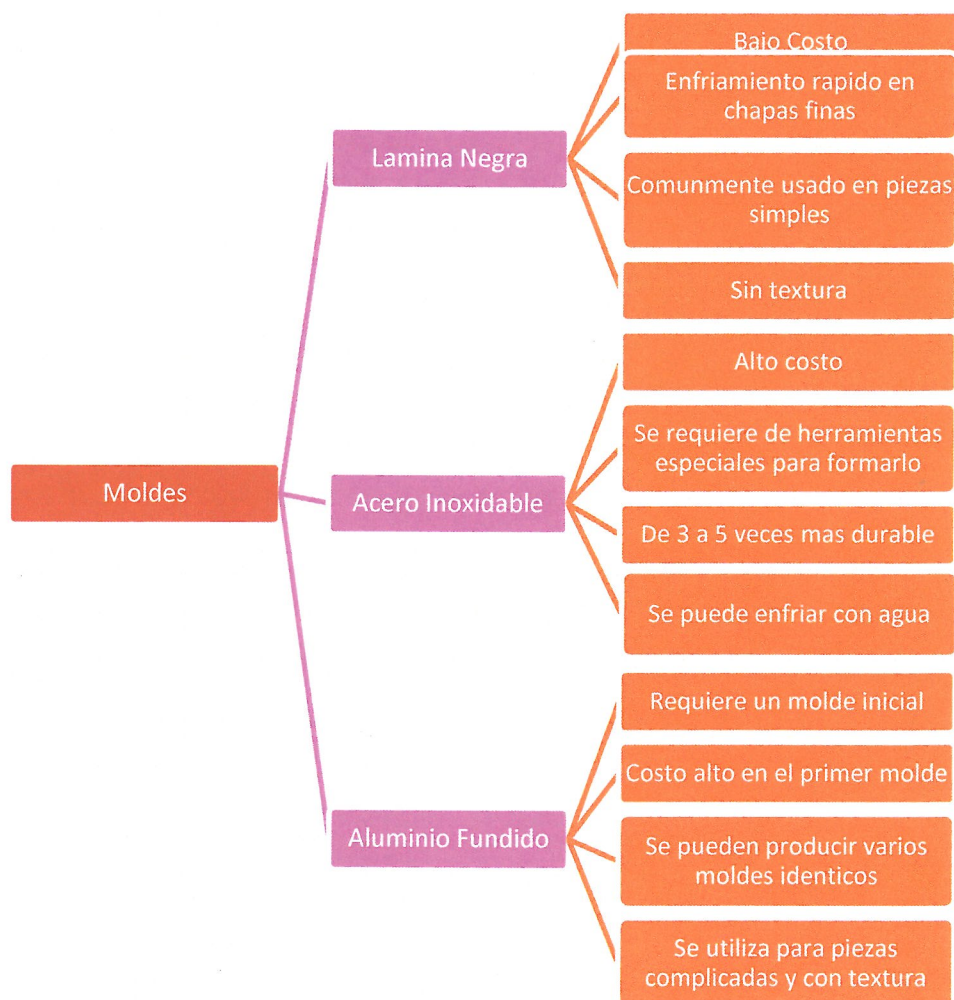 Moldes
Lamina Negra
Bajo Costo
Enfriamiento rapido en
chapas finas
Comunmente usado en piezas
simples
Sin textura
Acero Inoxidable
Alto costo
Se requiere de herramientas
especiales para formarlo
De 3 a 5 veces mas durable
Se puede enfriar con agua
Aluminio Fundido
Requiere un molde inicial
Costo alto en el primer molde
Se pueden producir varios
moldes identicos
Se utiliza para piezas
complicadas y con textura